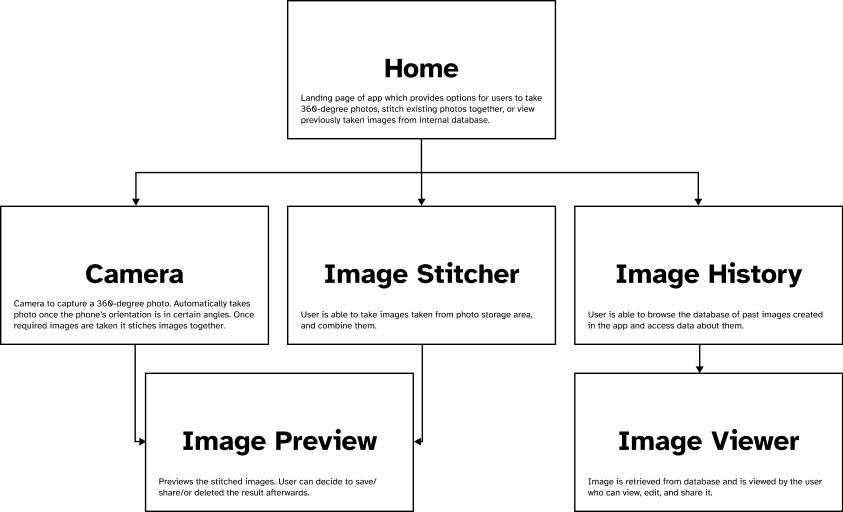 Home
Landing page of app which provides options for users to take
360-degree photos, stitch existing photos together, or view
previously taken images from internal database.
Camera
Camera to capture a 360-degree photo. Automatically takes
photo once the phone's orientation is in certain angles. Once
required images are taken it stiches images together.
Image Stitcher
User is able to take images taken from photo storage area,
and combine them.
Image History
User is able to browse the database of past images created
in the app and access data about them.
Image Preview
Previews the stitched images. User can decide to save/
share/or deleted the result afterwards.
Image Viewer
Image is retrieved from database and is viewed by the user
who can view, edit, and share it.